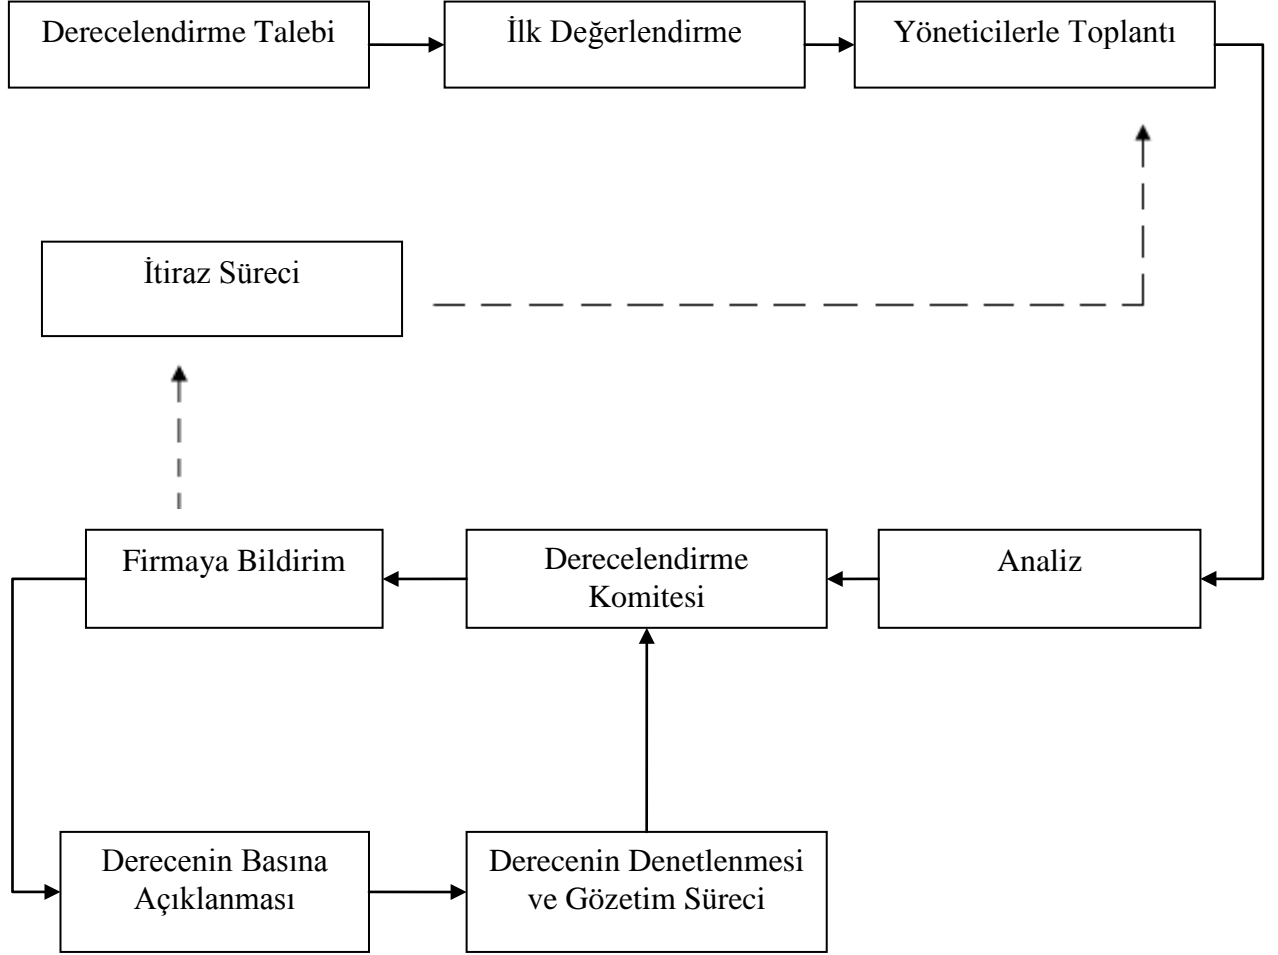 Derecelendirme Talebi
İlk Değerlendirme
Yöneticilerle Toplantı
İtiraz Süreci
Firmaya Bildirim
Derecelendirme
Komitesi
Analiz
Derecenin Basına
Açıklanması
Derecenin Denetlenmesi
ve Gözetim Süreci